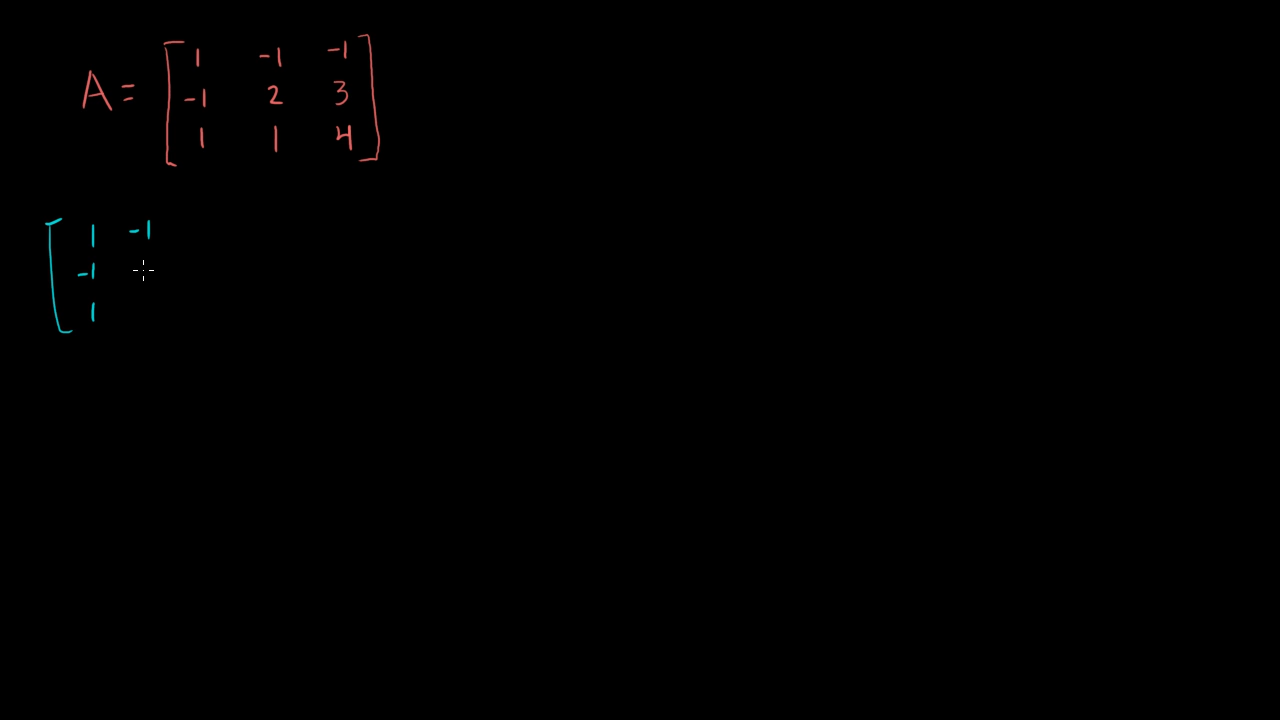 A = [ 1 -1 -1
-1 2 3
1 1 4 ]
[ 1 -1
-1
1